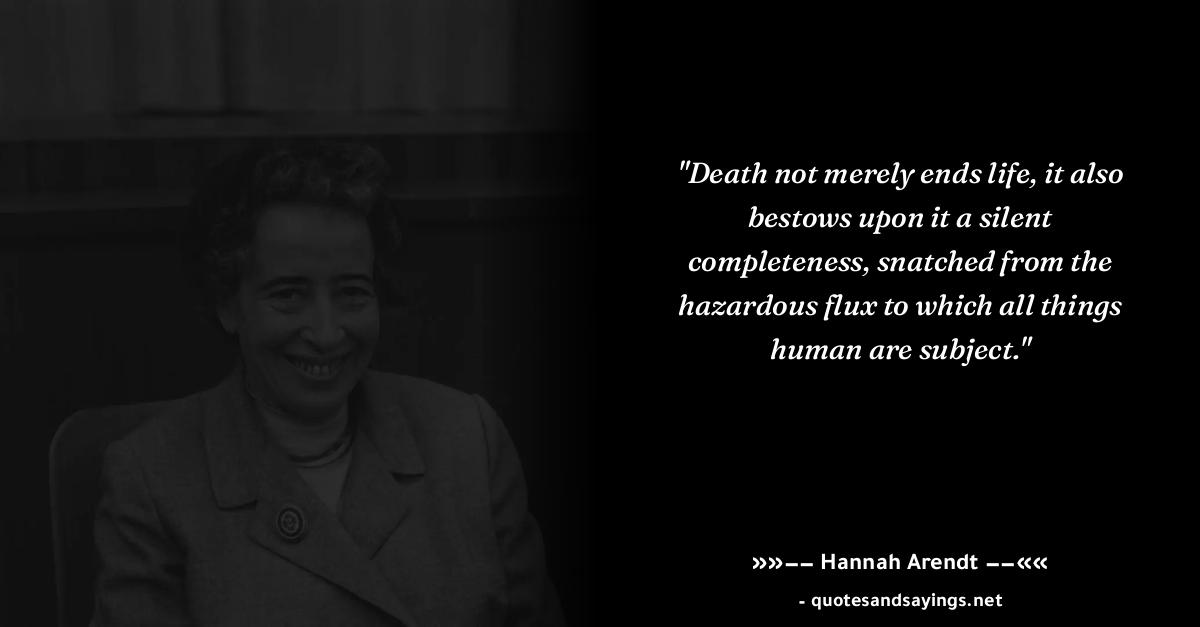 "Death not merely ends life, it also
bestows upon it a silent
completeness, snatched from the
hazardous flux to which all things
human are subject."
»»–– Hannah Arendt ––««
- quotesandsayings.net